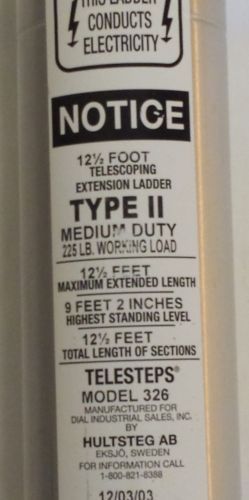 THIS LADDER
CONDUCTS
ELECTRICITY
NOTICE
12½ FOOT
TELESCOPING
EXTENSION LADDER
TYPE II
MEDIUM DUTY
225 LB. WORKING LOAD
12½ FEET
MAXIMUM EXTENDED LENGTH
9 FEET 2 INCHES
HIGHEST STANDING LEVEL
12½ FEET
TOTAL LENGTH OF SECTIONS
TELESTEPS®
MODEL 326
MANUFACTURED FOR
DIAL INDUSTRIAL SALES, INC.
BY
HULTSTEG AB
EKSJÖ, SWEDEN
FOR INFORMATION CALL
1-800-821-8388
12/03/03